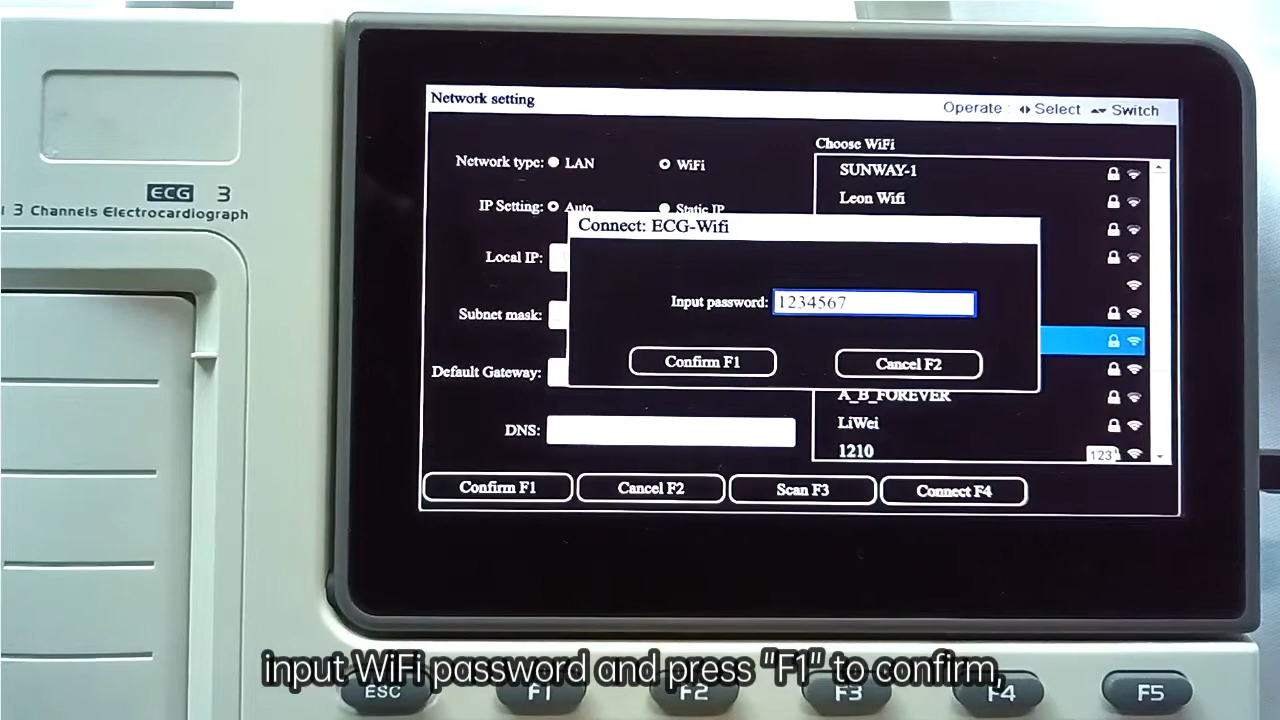 ECG 3
3 Channels Electrocardiograph
Network setting
Operate : Select Switch
Network type: LAN WiFi
IP Setting: Auto Static IP
Local IP:
Subnet mask:
Default Gateway:
DNS:
Choose WiFi
SUNWAY-1
Leon Wifi
Connect: ECG-Wifi
Input password: 1234567
Confirm F1 Cancel F2
A_B_FOREVER
LiWei
1210
123
Confirm F1 Cancel F2 Scan F3 Connect F4
input WiFi password and press "F1" to confirm,
ESC F1 F2 F3 F4 F5